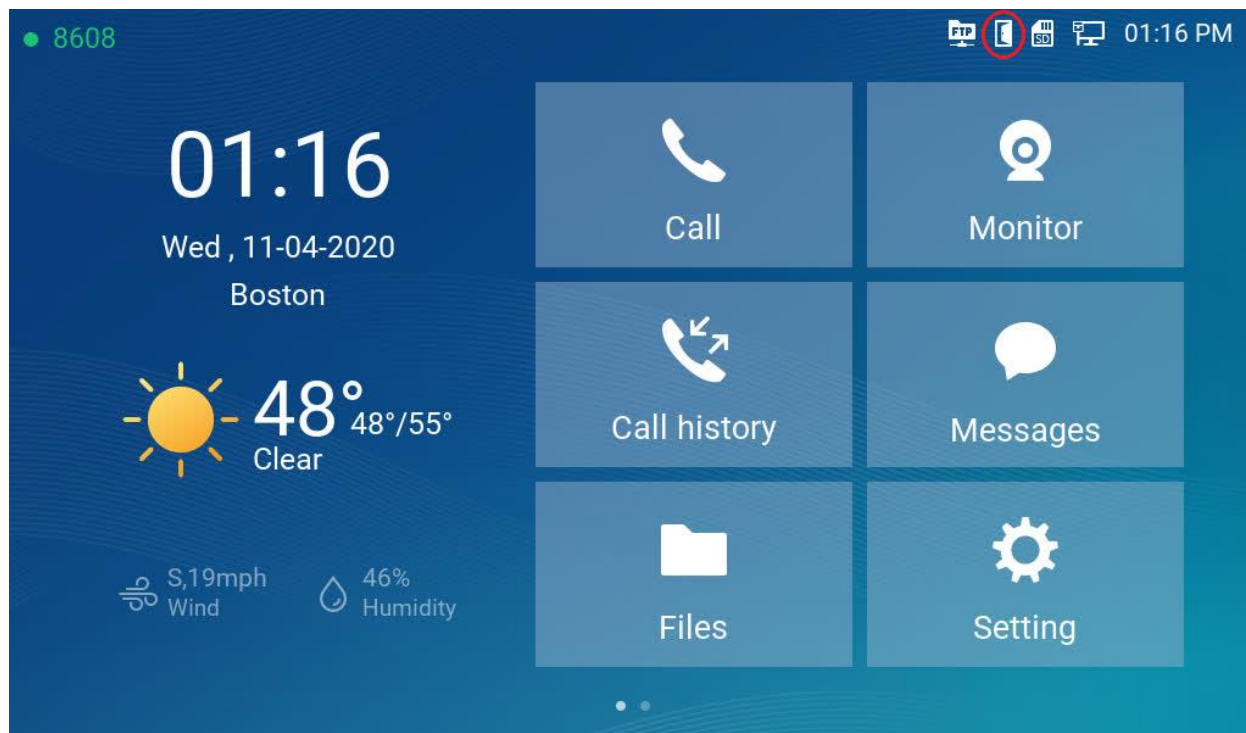 8608
FTP
SD
01:16 PM
01:16
Wed , 11-04-2020
Boston
48°
48°/55°
Clear
S,19mph
Wind
46%
Humidity
Call
Monitor
Call history
Messages
Files
Setting